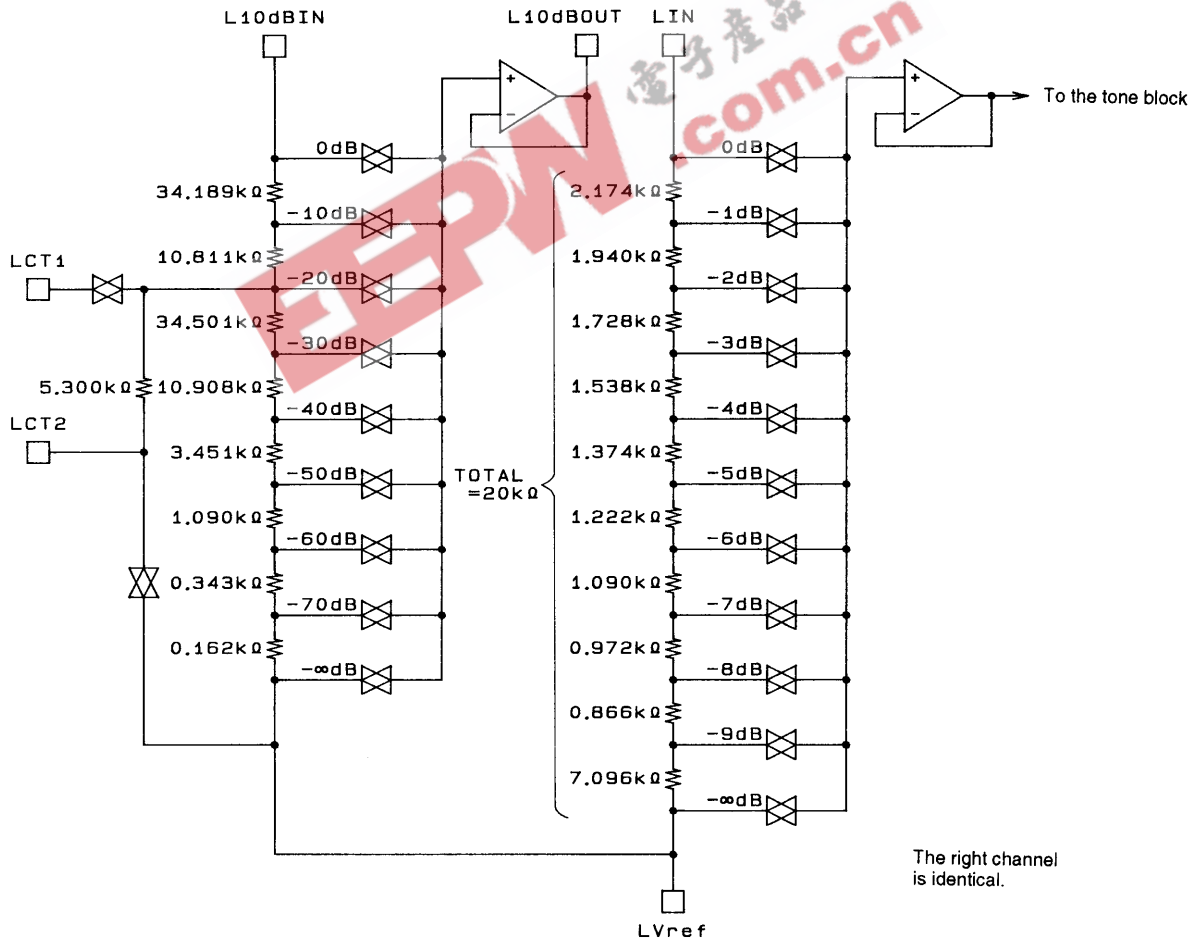 L10dBIN
L10dBOUT
LIN
電子產品
.com.cn
EEPW
To the tone block
0dB
34.189kΩ
-10dB
10.811kΩ
LCT1
-20dB
34.501kΩ
-30dB
5.300kΩ
10.908kΩ
LCT2
-40dB
3.451kΩ
-50dB
1.090kΩ
-60dB
0.343kΩ
-70dB
0.162kΩ
-∞dB
TOTAL
=20kΩ
0dB
2.174kΩ
-1dB
1.940kΩ
-2dB
1.728kΩ
-3dB
1.538kΩ
-4dB
1.374kΩ
-5dB
1.222kΩ
-6dB
1.090kΩ
-7dB
0.972kΩ
-8dB
0.866kΩ
-9dB
7.096kΩ
-∞dB
The right channel
is identical.
LVref